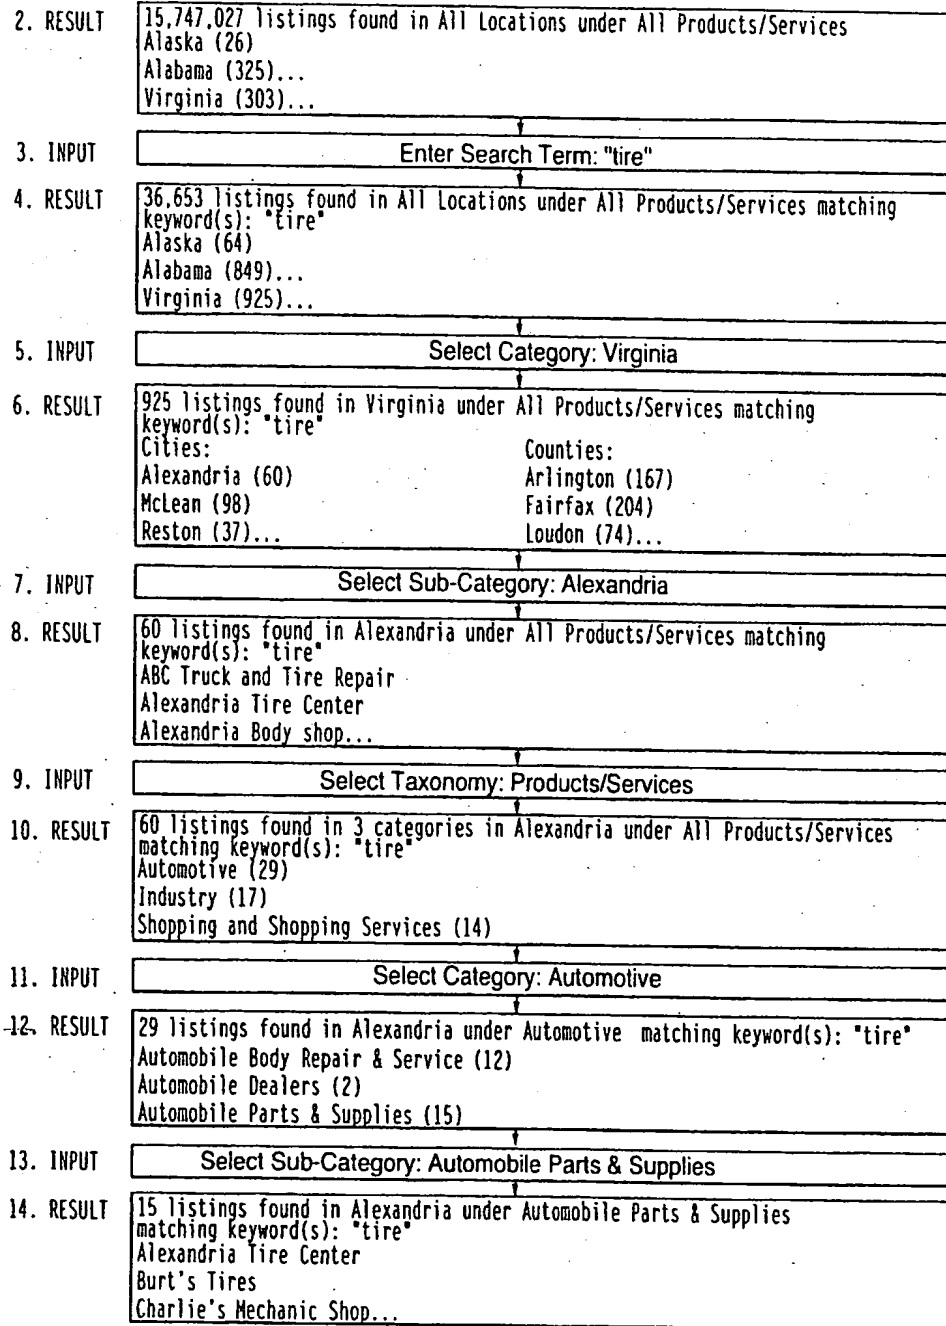 2. RESULT
15,747,027 listings found in All Locations under All Products/Services
Alaska (26)
Alabama (325)...
Virginia (303)...
3. INPUT
Enter Search Term: "tire"
4. RESULT
36,653 listings found in All Locations under All Products/Services matching
keyword(s): "tire"
Alaska (64)
Alabama (849)...
Virginia (925)...
5. INPUT
Select Category: Virginia
6. RESULT
925 listings found in Virginia under All Products/Services matching
keyword(s): "tire"
Cities: Counties:
Alexandria (60) Arlington (167)
McLean (98) Fairfax (204)
Reston (37)... Loudon (74)...
7. INPUT
Select Sub-Category: Alexandria
8. RESULT
60 listings found in Alexandria under All Products/Services matching
keyword(s): "tire"
ABC Truck and Tire Repair
Alexandria Tire Center
Alexandria Body shop...
9. INPUT
Select Taxonomy: Products/Services
10. RESULT
60 listings found in 3 categories in Alexandria under All Products/Services
matching keyword(s): "tire"
Automotive (29)
Industry (17)
Shopping and Shopping Services (14)
11. INPUT
Select Category: Automotive
12. RESULT
29 listings found in Alexandria under Automotive matching keyword(s): "tire"
Automobile Body Repair & Service (12)
Automobile Dealers (2)
Automobile Parts & Supplies (15)
13. INPUT
Select Sub-Category: Automobile Parts & Supplies
14. RESULT
15 listings found in Alexandria under Automobile Parts & Supplies
matching keyword(s): "tire"
Alexandria Tire Center
Burt's Tires
Charlie's Mechanic Shop...